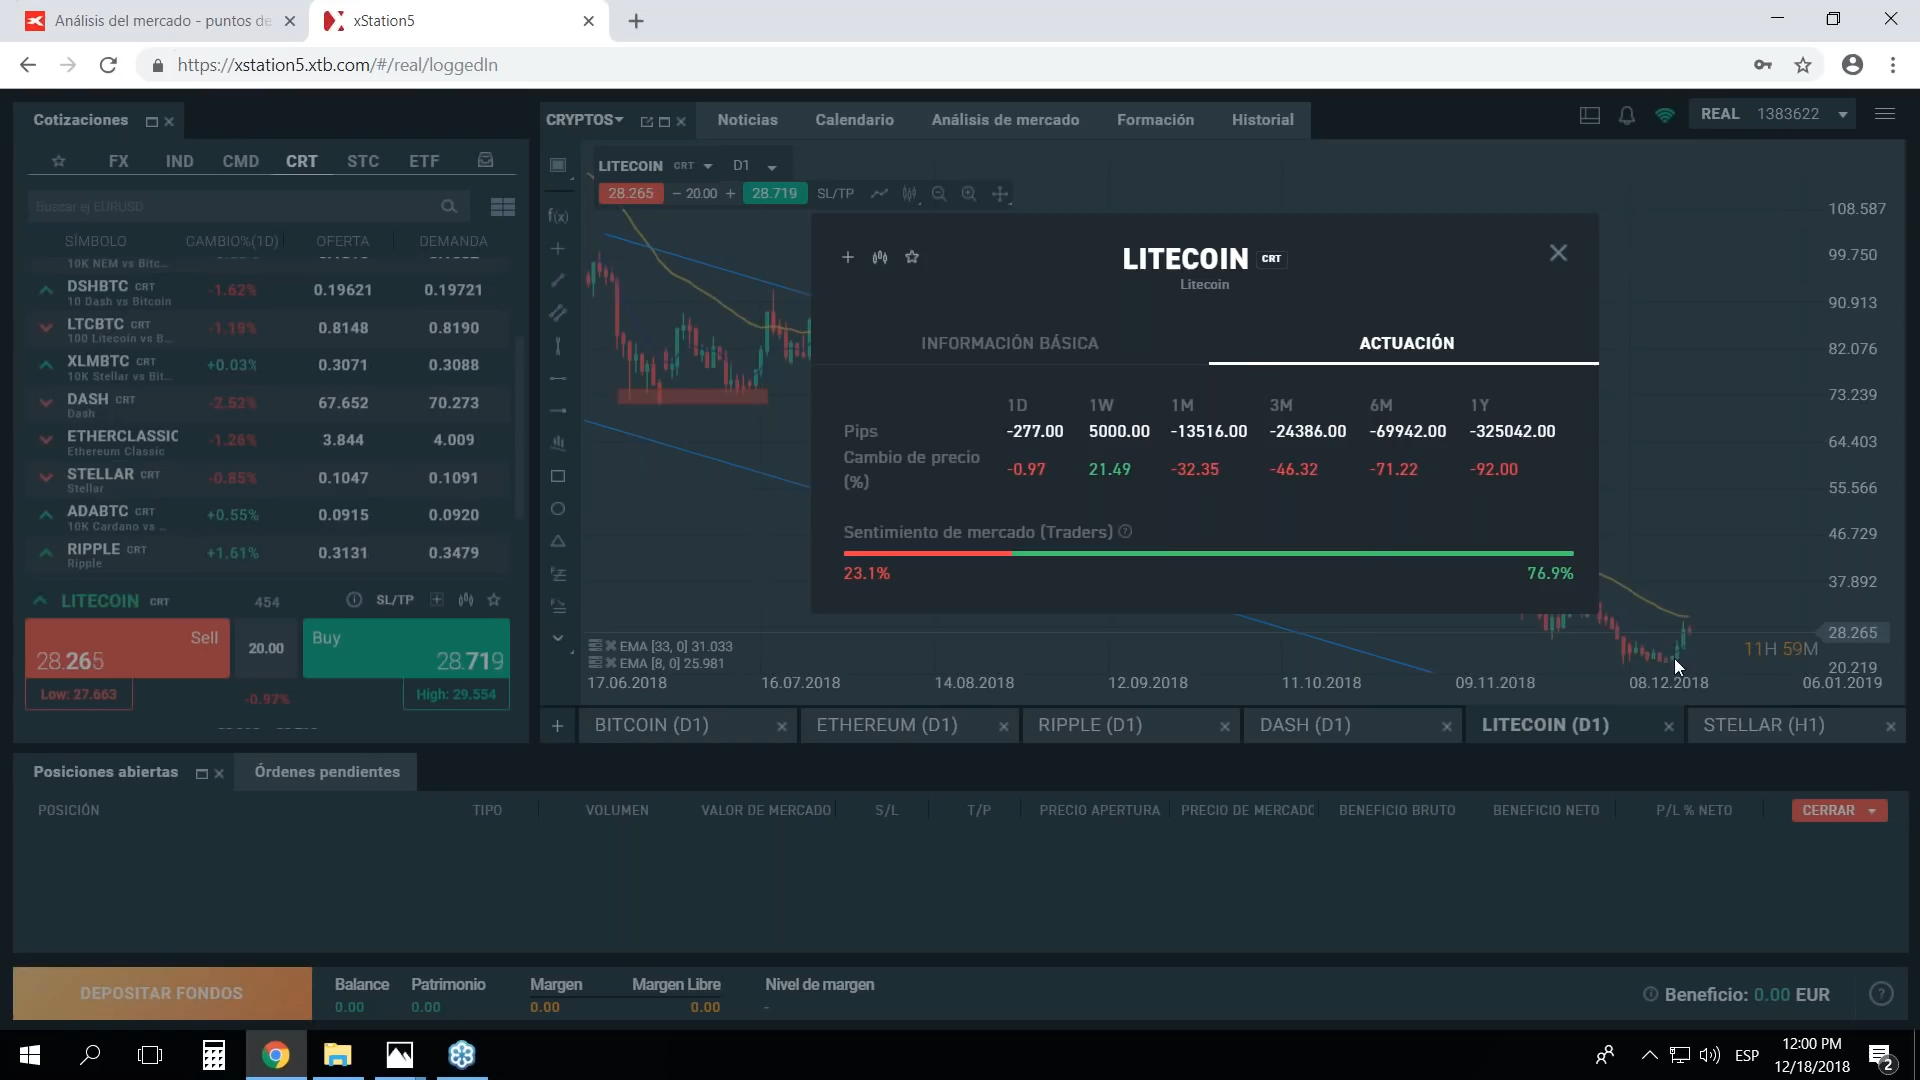 Análisis del mercado - puntos de
xStation5
https://xstation5.xtb.com/#/real/loggedIn
Cotizaciones
CRYPTOS
Noticias
Calendario
Análisis de mercado
Formación
Historial
REAL 1383622
FX IND CMD CRT STC ETF
Buscar ej EURUSD
SÍMBOLO CAMBIO%(1D) OFERTA DEMANDA
10K NEM vs Bitc...
DSHBTC CRT -1.62% 0.19621 0.19721
10 Dash vs Bitcoin
LTCBTC CRT -1.19% 0.8148 0.8190
100 Litecoin vs B...
XLMBTC CRT +0.03% 0.3071 0.3088
10K Stellar vs Bit...
DASH CRT -2.52% 67.652 70.273
Dash
ETHERCLASSIC -1.26% 3.844 4.009
Ethereum Classic
STELLAR CRT -0.85% 0.1047 0.1091
Stellar
ADABTC CRT +0.55% 0.0915 0.0920
10K Cardano vs ...
RIPPLE CRT +1.61% 0.3131 0.3479
Ripple
LITECOIN CRT 454 SL/TP
Sell 20.00 Buy
28.265 28.719
Low: 27.663 -0.97% High: 29.554
LITECOIN CRT D1
28.265 − 20.00 + 28.719 SL/TP
f(x)
LITECOIN CRT
Litecoin
INFORMACIÓN BÁSICA
ACTUACIÓN
1D 1W 1M 3M 6M 1Y
Pips -277.00 5000.00 -13516.00 -24386.00 -69942.00 -325042.00
Cambio de precio
(%) -0.97 21.49 -32.35 -46.32 -71.22 -92.00
Sentimiento de mercado (Traders) ?
23.1% 76.9%
108.587
99.750
90.913
82.076
73.239
64.403
55.566
46.729
37.892
28.265
20.219
11H 59M
EMA [33, 0] 31.033
EMA [8, 0] 25.981
17.06.2018 16.07.2018 14.08.2018 12.09.2018 11.10.2018 09.11.2018 08.12.2018 06.01.2019
BITCOIN (D1) ETHEREUM (D1) RIPPLE (D1) DASH (D1) LITECOIN (D1) STELLAR (H1)
Posiciones abiertas
Órdenes pendientes
POSICIÓN TIPO VOLUMEN VALOR DE MERCADO S/L T/P PRECIO APERTURA PRECIO DE MERCADO BENEFICIO BRUTO BENEFICIO NETO P/L % NETO CERRAR
DEPOSITAR FONDOS
Balance Patrimonio Margen Margen Libre Nivel de margen
0.00 0.00 0.00 0.00 -
Beneficio: 0.00 EUR ?
ESP
12:00 PM
12/18/2018
2